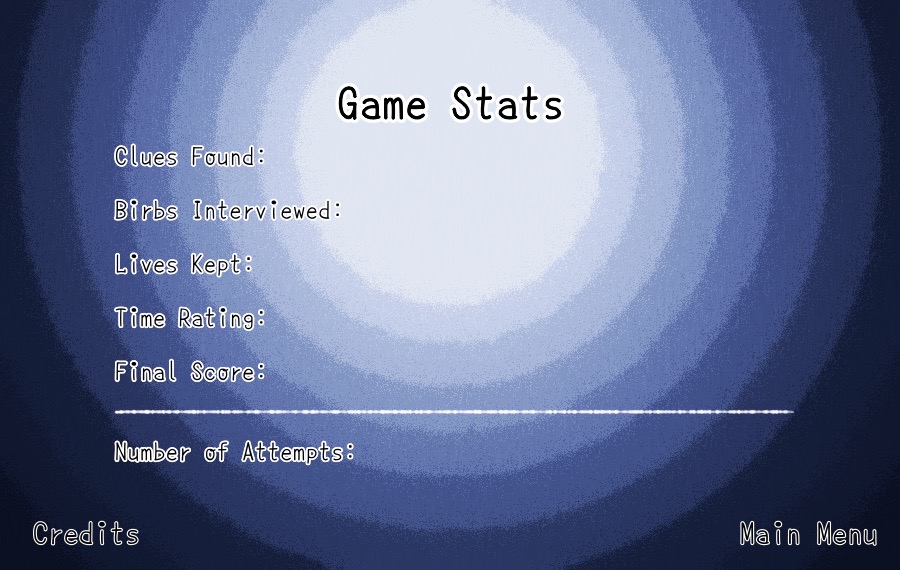 Game Stats
Clues Found:
Birbs Interviewed:
Lives Kept:
Time Rating:
Final Score:
Number of Attempts:
Credits
Main Menu